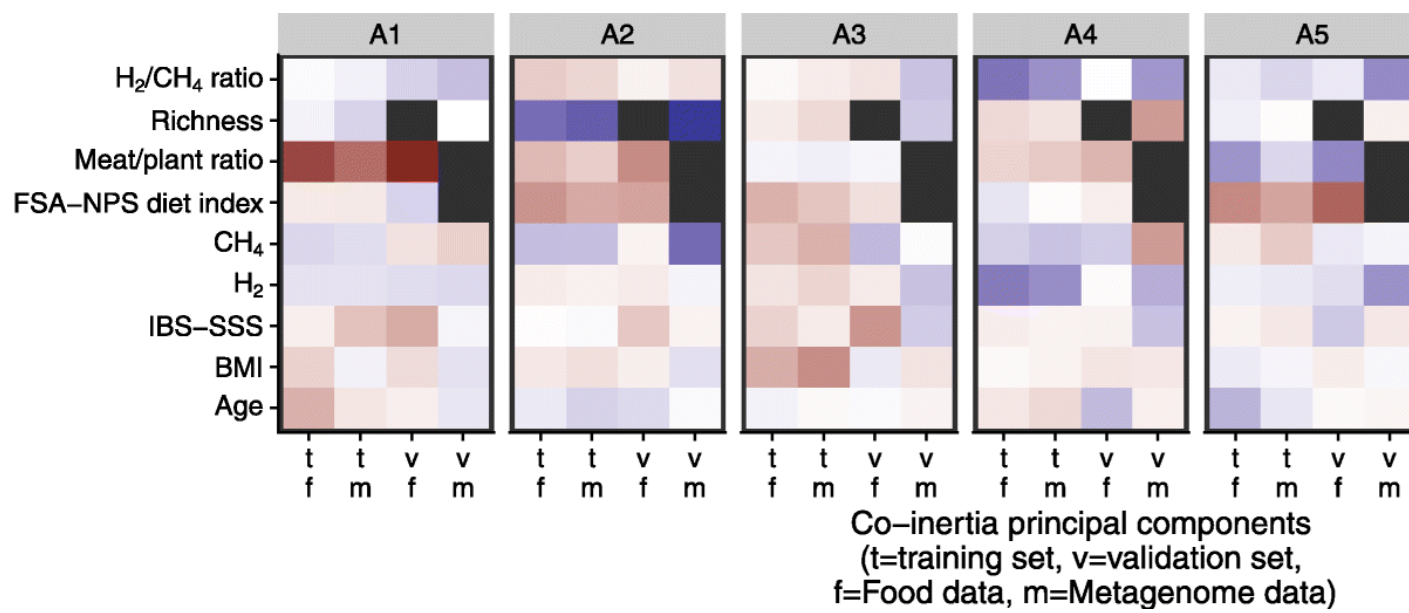 A1 A2 A3 A4 A5
H₂/CH₄ ratio
Richness
Meat/plant ratio
FSA−NPS diet index
CH₄
H₂
IBS−SSS
BMI
Age
t t v v t t v v t t v v t t v v t t v v
f m f m f m f m f m f m f m f m f m f m
Co−inertia principal components
(t=training set, v=validation set,
f=Food data, m=Metagenome data)